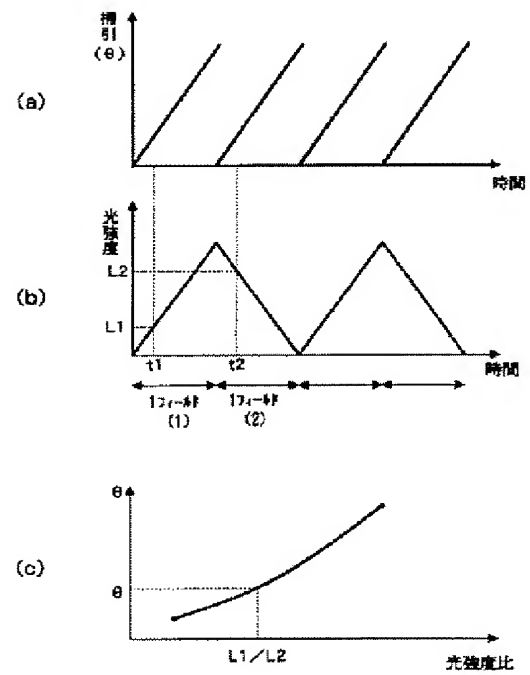 (a)
掃引
(θ)
時間
(b)
光強度
L2
L1
t1
t2
時間
1フィールド
(1)
1フィールド
(2)
(c)
θ
θ
L1/L2
光強度比